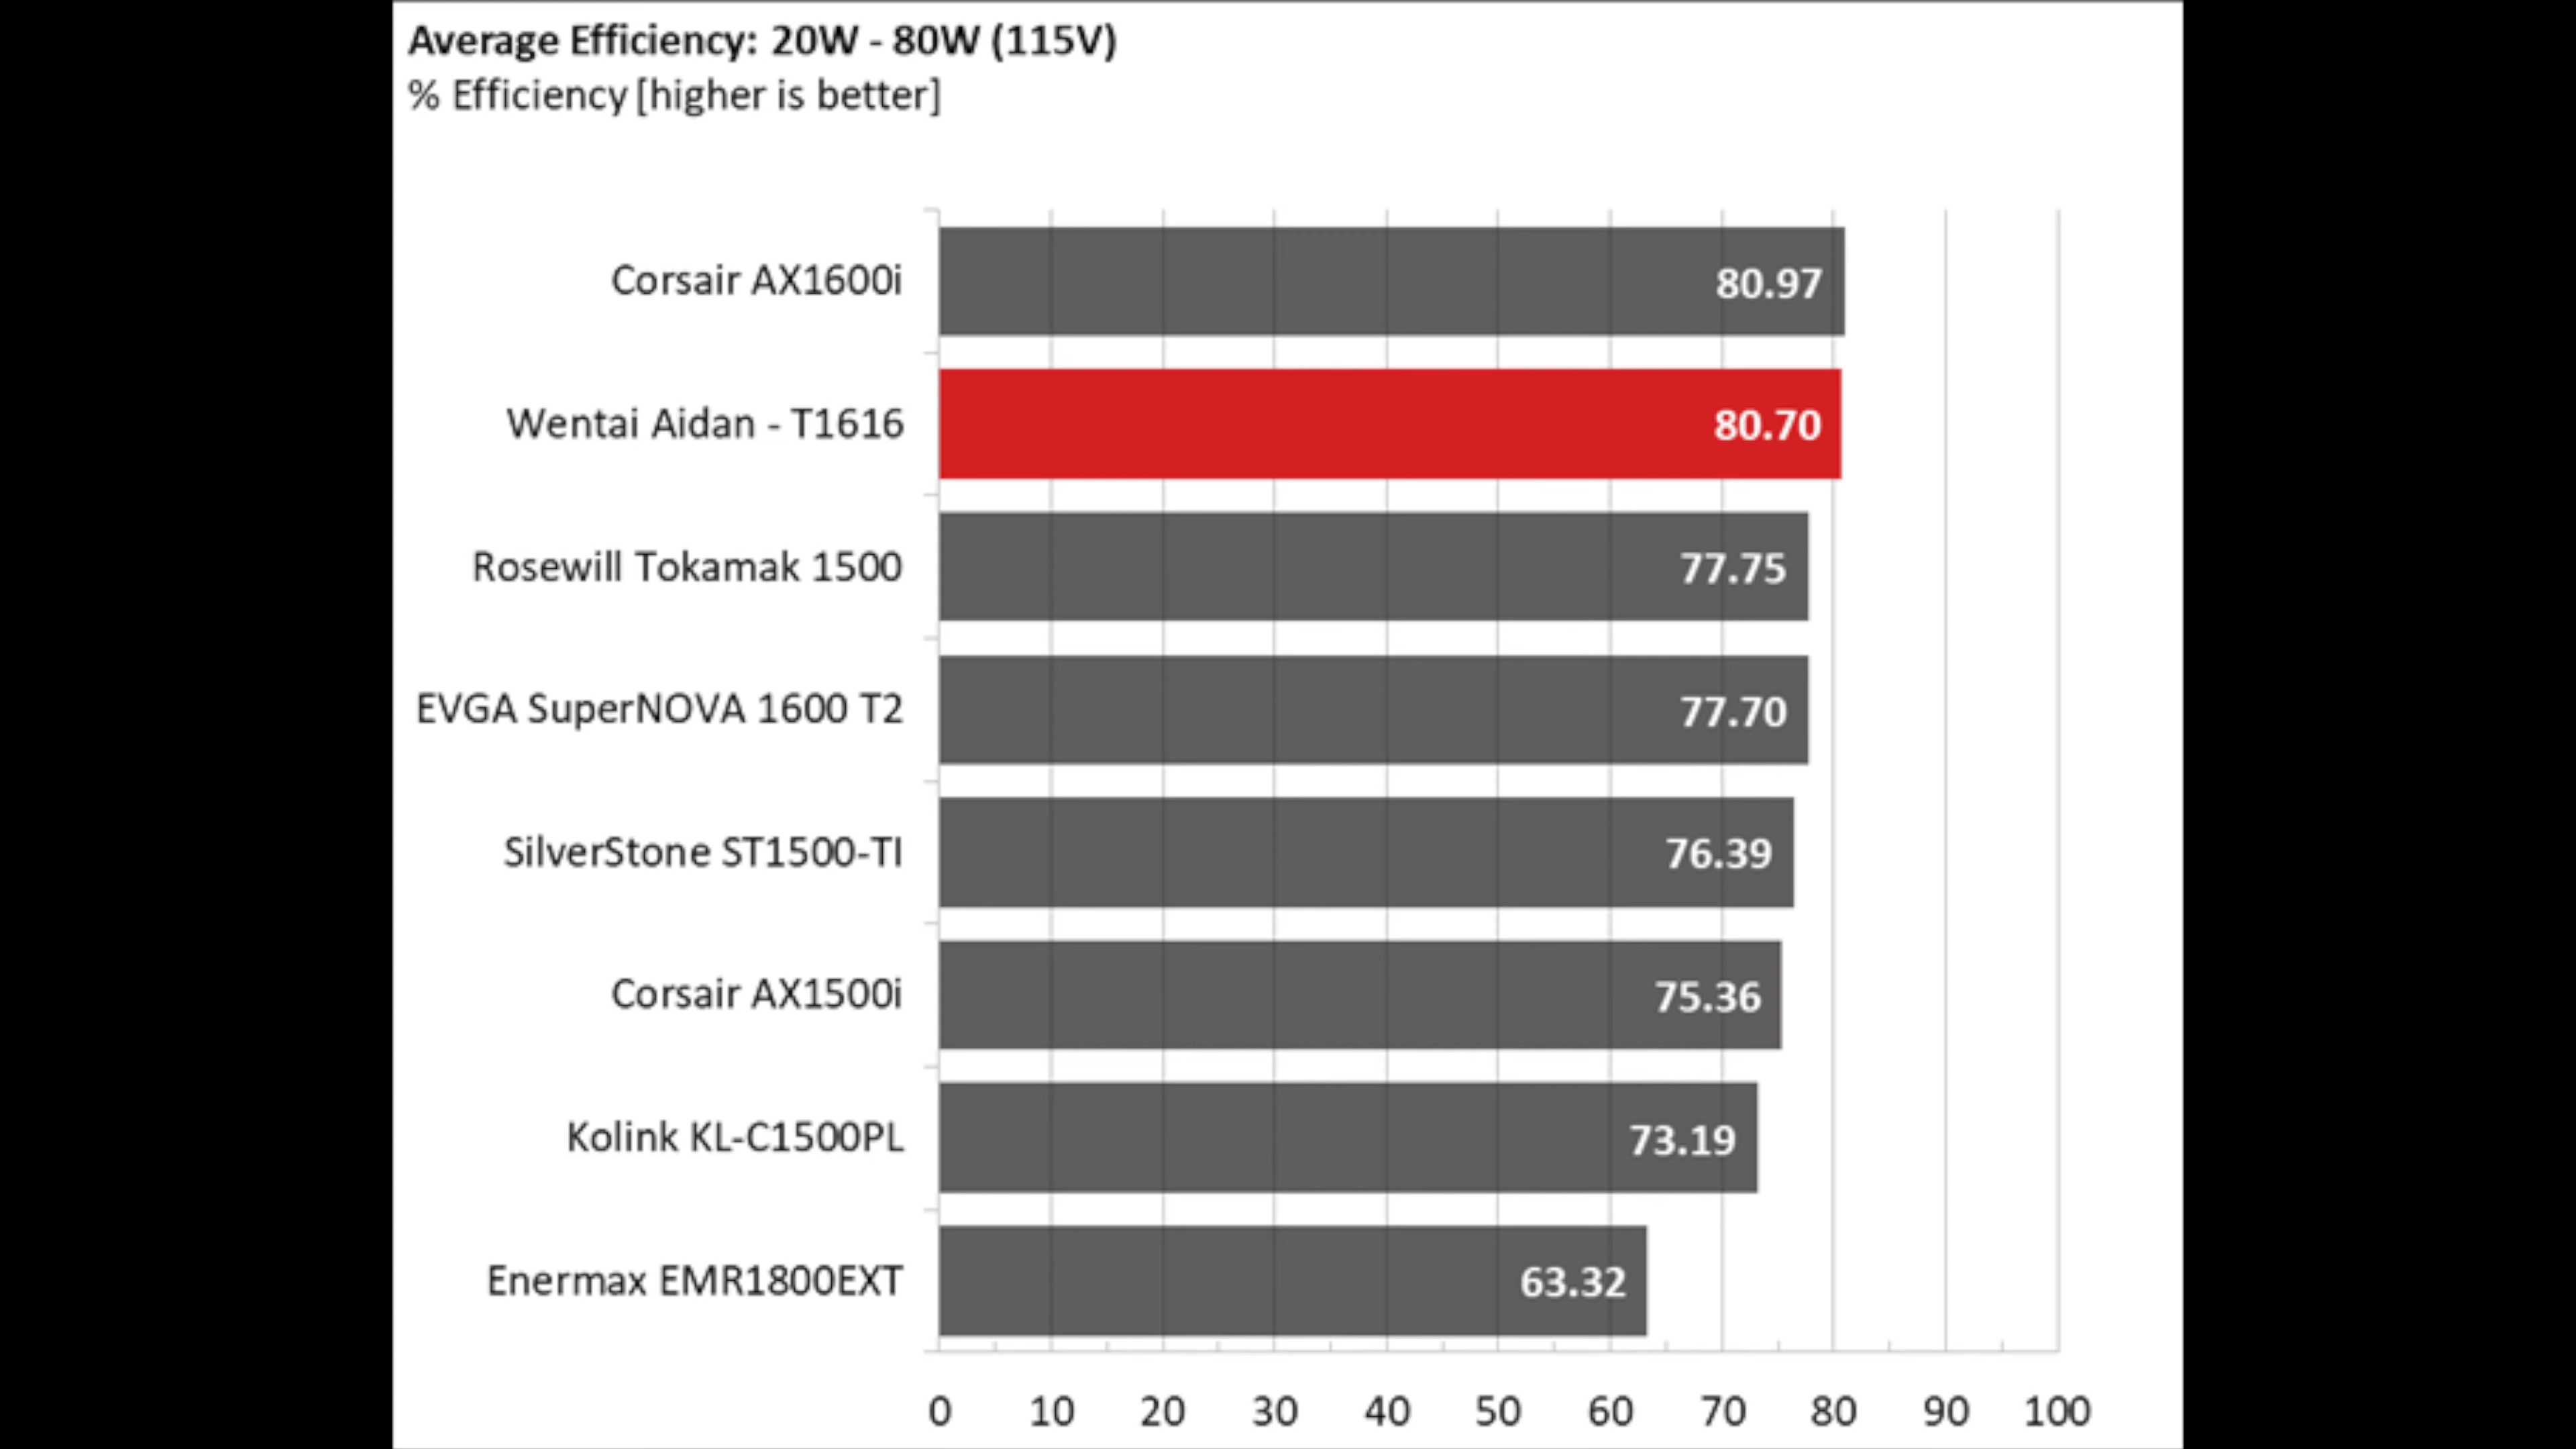 Average Efficiency: 20W - 80W (115V)
% Efficiency [higher is better]
Corsair AX1600i 80.97
Wentai Aidan - T1616 80.70
Rosewill Tokamak 1500 77.75
EVGA SuperNOVA 1600 T2 77.70
SilverStone ST1500-TI 76.39
Corsair AX1500i 75.36
Kolink KL-C1500PL 73.19
Enermax EMR1800EXT 63.32
0 10 20 30 40 50 60 70 80 90 100